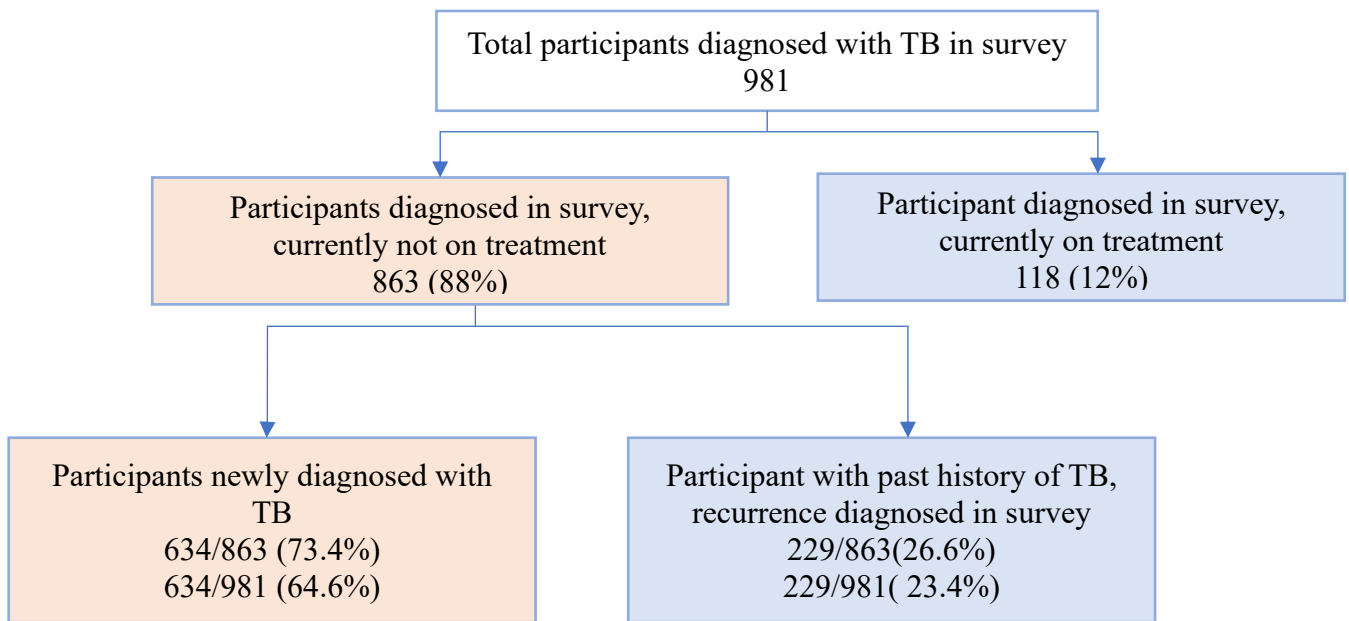 Total participants diagnosed with TB in survey
981
Participants diagnosed in survey,
currently not on treatment
863 (88%)
Participant diagnosed in survey,
currently on treatment
118 (12%)
Participants newly diagnosed with
TB
634/863 (73.4%)
634/981 (64.6%)
Participant with past history of TB,
recurrence diagnosed in survey
229/863(26.6%)
229/981( 23.4%)